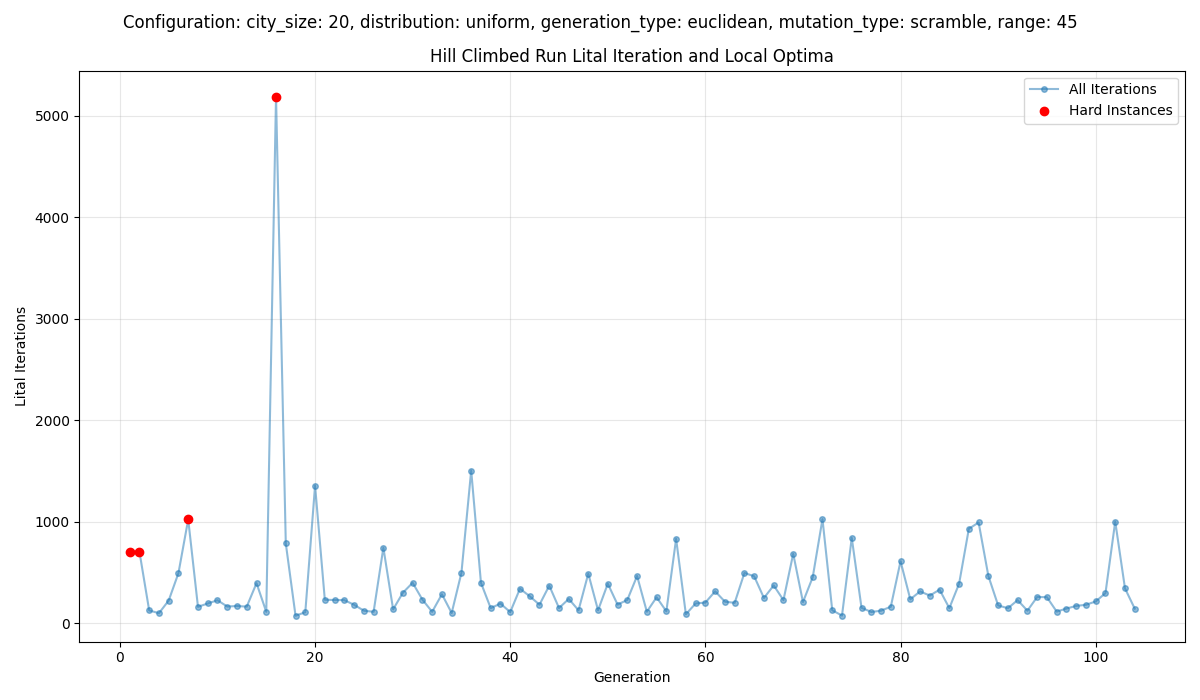 Configuration: city_size: 20, distribution: uniform, generation_type: euclidean, mutation_type: scramble, range: 45
Hill Climbed Run Lital Iteration and Local Optima
All Iterations
Hard Instances
5000
4000
3000
2000
1000
0
Lital Iterations
0 20 40 60 80 100
Generation